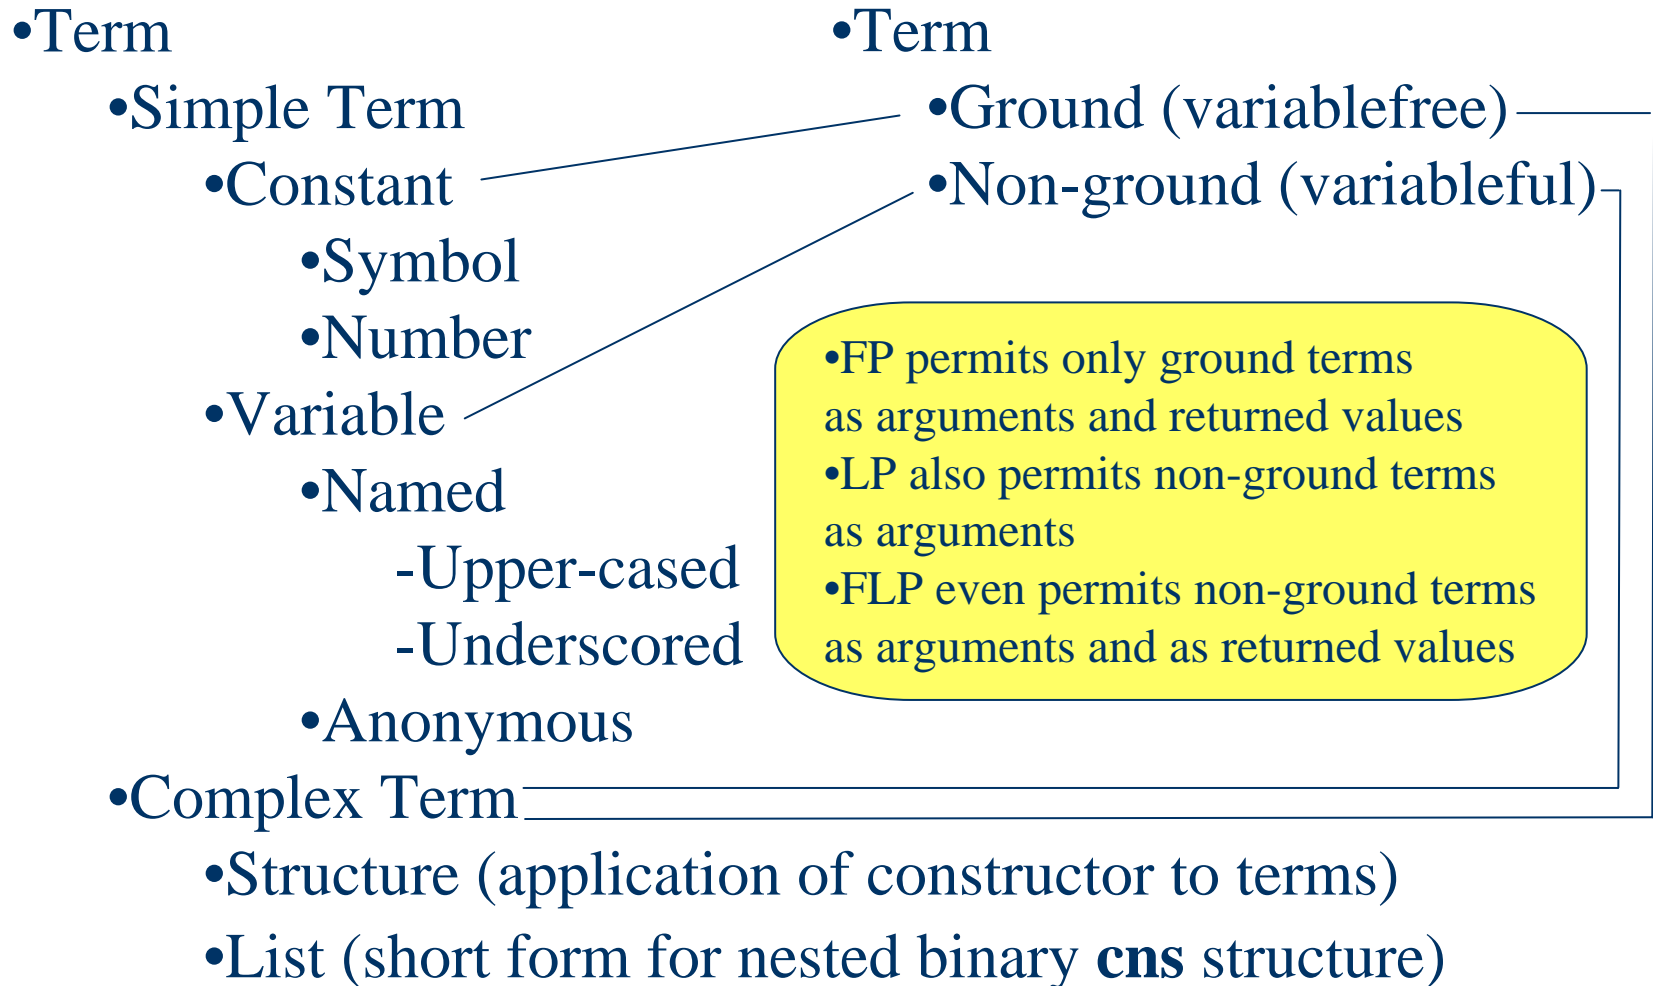 •Term
•Simple Term
•Constant
•Symbol
•Number
•Variable
•Named
-Upper-cased
-Underscored
•Anonymous
•Complex Term
•Structure (application of constructor to terms)
•List (short form for nested binary cns structure)
•Term
•Ground (variablefree)
•Non-ground (variableful)
•FP permits only ground terms
as arguments and returned values
•LP also permits non-ground terms
as arguments
•FLP even permits non-ground terms
as arguments and as returned values